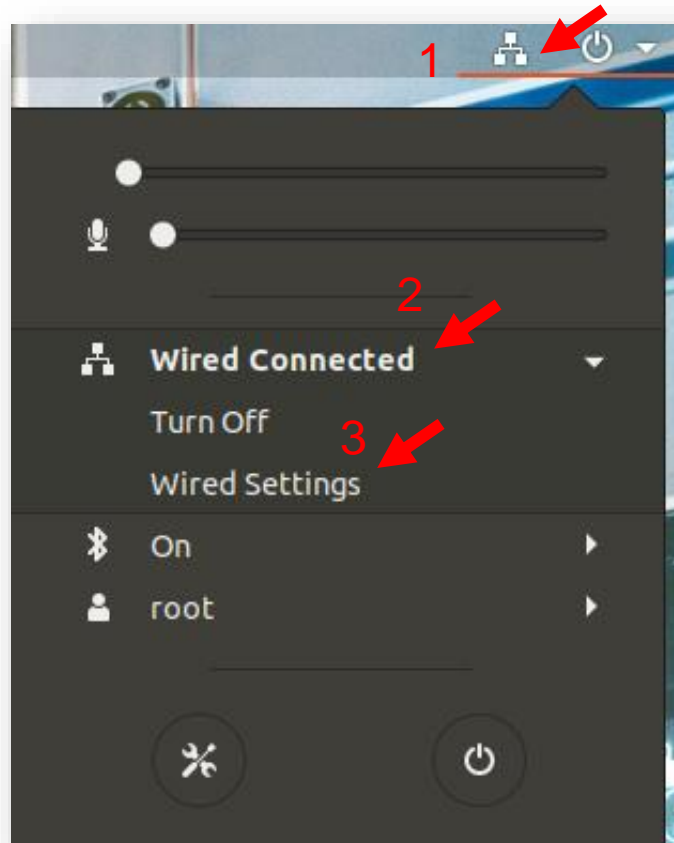 1
2
Wired Connected
Turn Off
3
Wired Settings
On
root